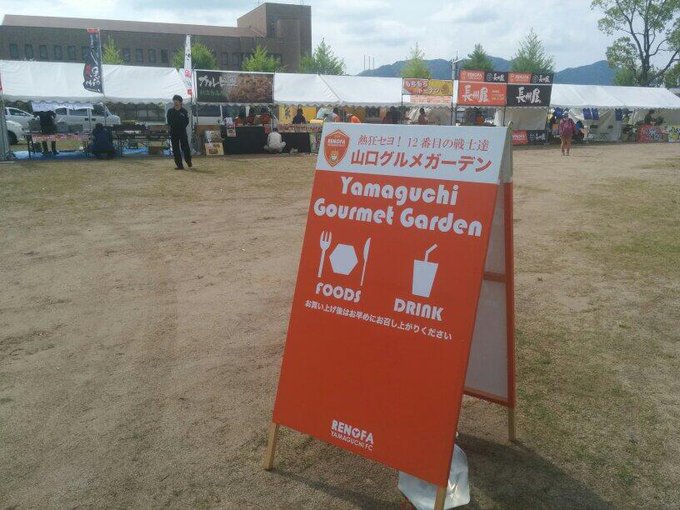 熱狂セヨ! 12番目の戦士達
山口グルメガーデン
RENOFA
Yamaguchi
Gourmet Garden
FOODS
DRINK
お買い上げ後はお早めにお召し上がりください
RENOFA
YAMAGUCHI FC
長州屋
長州屋